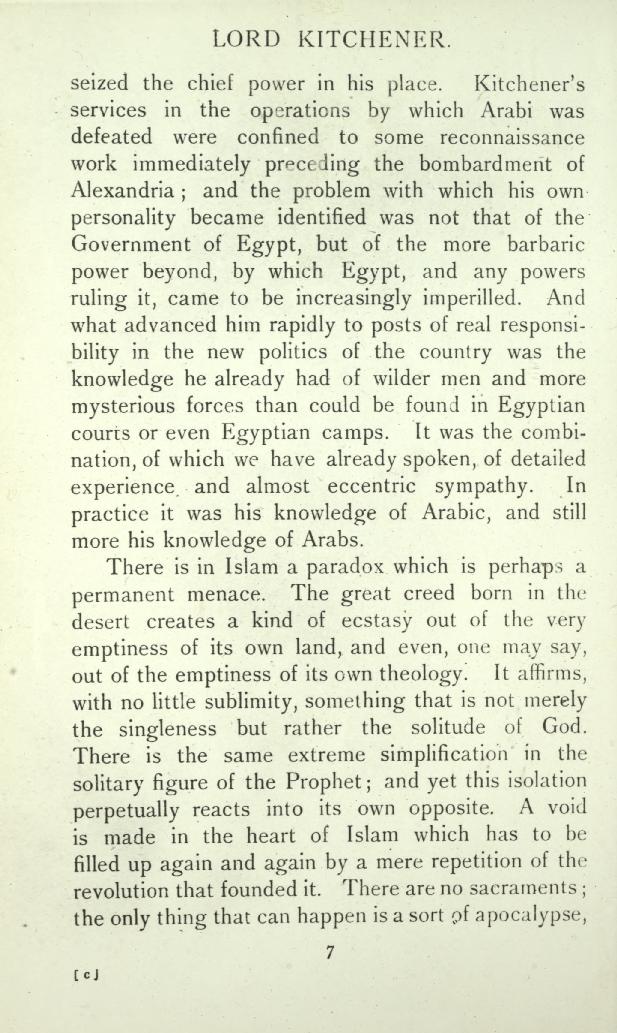 LORD KITCHENER.
seized the chief power in his place. Kitchener's
services in the operations by which Arabi was
defeated were confined to some reconnaissance
work immediately preceding the bombardment of
Alexandria ; and the problem with which his own
personality became identified was not that of the
Government of Egypt, but of the more barbaric
power beyond, by which Egypt, and any powers
ruling it, came to be increasingly imperilled. And
what advanced him rapidly to posts of real responsi-
bility in the new politics of the country was the
knowledge he already had of wilder men and more
mysterious forces than could be found in Egyptian
courts or even Egyptian camps. It was the combi-
nation, of which we have already spoken, of detailed
experience and almost eccentric sympathy. In
practice it was his knowledge of Arabic, and still
more his knowledge of Arabs.
There is in Islam a paradox which is perhaps a
permanent menace. The great creed born in the
desert creates a kind of ecstasy out of the very
emptiness of its own land, and even, one may say,
out of the emptiness of its own theology. It affirms,
with no little sublimity, something that is not merely
the singleness but rather the solitude of God.
There is the same extreme simplification in the
solitary figure of the Prophet ; and yet this isolation
perpetually reacts into its own opposite. A void
is made in the heart of Islam which has to be
filled up again and again by a mere repetition of the
revolution that founded it. There are no sacraments ;
the only thing that can happen is a sort of apocalypse,
7
[c]